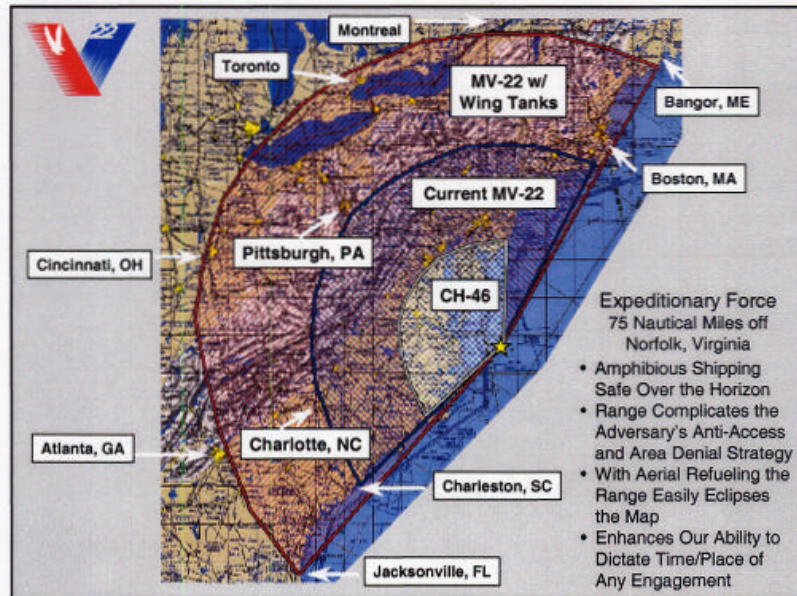 V 22
Montreal
Toronto
MV-22 w/
Wing Tanks
Bangor, ME
Boston, MA
Current MV-22
Pittsburgh, PA
Cincinnati, OH
CH-46
Expeditionary Force
75 Nautical Miles off
Norfolk, Virginia
• Amphibious Shipping
Safe Over the Horizon
• Range Complicates the
Adversary's Anti-Access
and Area Denial Strategy
• With Aerial Refueling the
Range Easily Eclipses
the Map
• Enhances Our Ability to
Dictate Time/Place of
Any Engagement
Atlanta, GA
Charlotte, NC
Charleston, SC
Jacksonville, FL